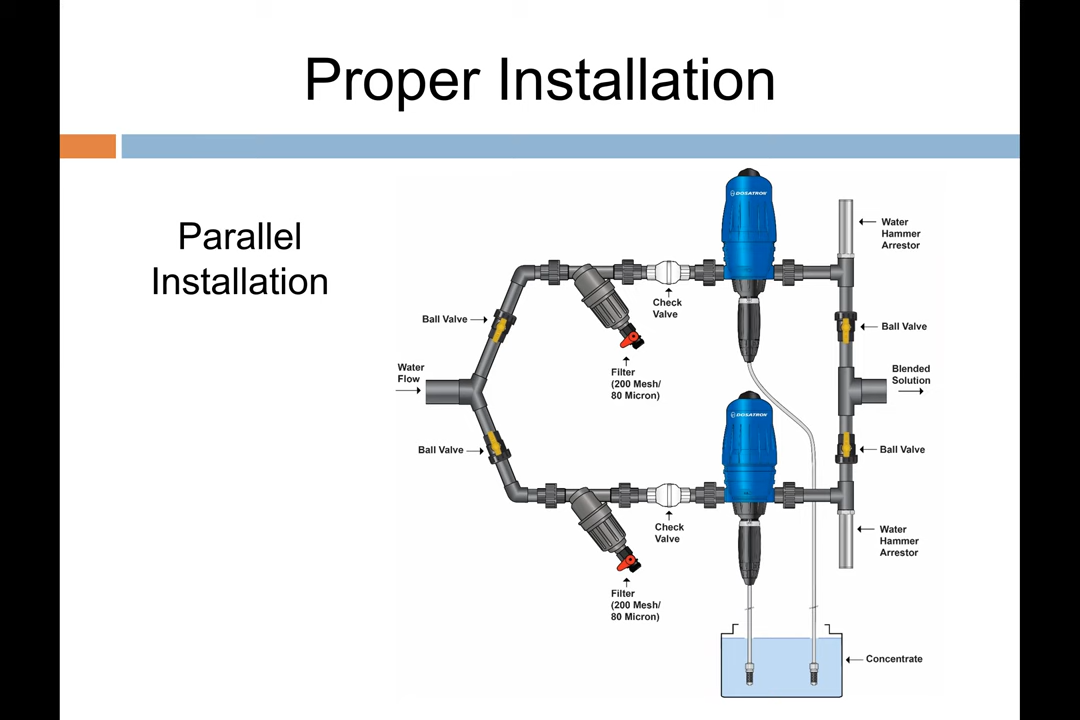 Proper Installation
Parallel
Installation
DOSATRON
Water
Hammer
Arrestor
Check
Valve
Ball Valve
Ball Valve
Filter
(200 Mesh/
80 Micron)
Water
Flow
Blended
Solution
DOSATRON
Ball Valve
Ball Valve
Check
Valve
Water
Hammer
Arrestor
Filter
(200 Mesh/
80 Micron)
Concentrate